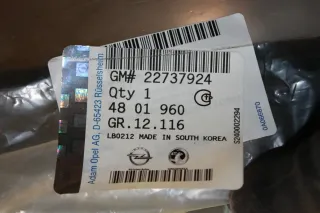 GM# 22737924
Qty 1
48 01 960
GR.12.116
LB0212 MADE IN SOUTH KOREA
Adam Opel AG, D-65423 Rüsselsheim
S240002294